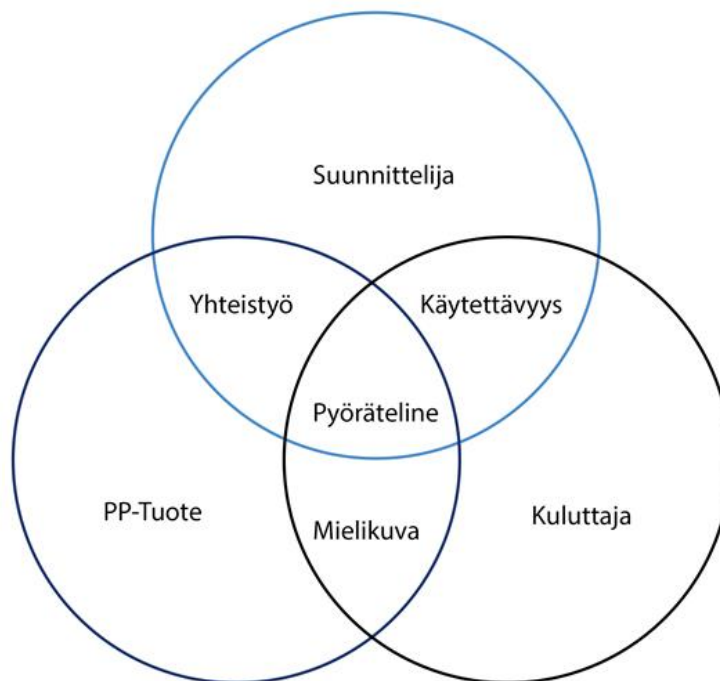 Suunnittelija
Yhteistyö
Käytettävyys
Pyöräteline
PP-Tuote
Mielikuva
Kuluttaja